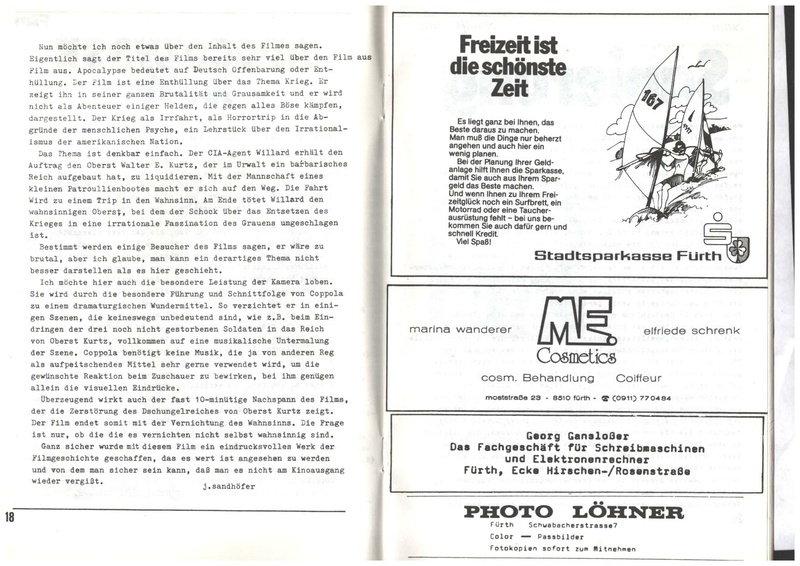 Nun möchte ich noch etwas über den Inhalt des Filmes sagen.
Eigentlich sagt der Titel des Films bereits sehr viel über den Film aus
Film aus. Apocalypse bedeutet auf Deutsch Offenbarung oder Ent-
hüllung. Der Film ist eine Enthüllung über das Thema Krieg. Er
zeigt ihn in seiner ganzen Brutalität und Grausamkeit und er wird
nicht als Abenteuer einiger Helden, die gegen alles Böse kämpfen,
dargestellt. Der Krieg als Irrfahrt, als Horrortrip in die Ab-
gründe der menschlichen Psyche, ein Lehrstück über den Irrational-
ismus der amerikanischen Nation.
Das Thema ist denkbar einfach. Der CIA-Agent Willard erhält den
Auftrag den Oberst Walter E. Kurtz, der im Urwalt ein barbarisches
Reich aufgebaut hat, zu liquidieren. Mit der Mannschaft eines
kleinen Patroullienbootes macht er sich auf den Weg. Die Fahrt
Wird zu einem Trip in den Wahnsinn. Am Ende tötet Willard den
wahnsinnigen Oberst, bei dem der Schock über das Entsetzen des
Krieges in eine irrationale Fassination des Grauens umgeschlagen
ist.
Bestimmt werden einige Besucher des Films sagen, er wäre zu
brutal, aber ich glaube, man kann ein derartiges Thema nicht
besser darstellen als es hier geschieht.
Ich möchte hier auch die besondere Leistung der Kamera loben.
Sie wird durch die besondere Führung und Schnittfolge von Coppola
zu einem dramaturgischen Wundermittel. So verzichtet er in eini-
gen Szenen, die keineswegs unbedeutend sind, wie z.B. beim Ein-
dringen der drei noch nicht gestorbenen Soldaten in das Reich
von Oberst Kurtz, vollkommen auf eine musikalische Untermalung
der Szene. Coppola benötigt keine Musik, die ja von anderen Reg
als aufpeitschendes Mittel sehr gerne verwendet wird, um die
gewünschte Reaktion beim Zuschauer zu bewirken, bei ihm genügen
allein die visuellen Eindrücke.
Überzeugend wirkt auch der fast 10-minütige Nachspann des Films,
der die Zerstörung des Dschungelreiches von Oberst Kurtz zeigt.
Der Film endet somit mit der Vernichtung des Wahnsinns. Die Frage
ist nur, ob die die es vernichten nicht selbst wahnsinnig sind.
Ganz sicher wurde mit diesem Film ein eindrucksvolles Werk der
Filmgeschichte geschaffen, das es wert ist angesehen zu werden
und von dem man sicher sein kann, daß man es nicht am Kinoausgang
wieder vergißt.
j.sandhöfer
18
Freizeit ist
die schönste
Zeit
Es liegt ganz bei Ihnen, das
Beste daraus zu machen.
Man muß die Dinge nur beherzt
angehen und auch hier ein
wenig planen.
Bei der Planung Ihrer Geld-
anlage hilft Ihnen die Sparkasse,
damit Sie auch aus Ihrem Spar-
geld das Beste machen.
Und wenn Ihnen zu Ihrem Frei-
zeitglück noch ein Surfbrett, ein
Motorrad oder eine Taucher-
ausrüstung fehlt – bei uns be-
kommen Sie auch dafür gern und
schnell Kredit.
Viel Spaß!
167
Stadtsparkasse Fürth
marina wanderer
ME.
Cosmetics
elfriede schrenk
cosm. Behandlung Coiffeur
moststraße 23 - 8510 fürth - ☎ (0911) 770484
Georg Gansloßer
Das Fachgeschäft für Schreibmaschinen
und Elektronenrechner
Fürth, Ecke Hirschen-/Rosenstraße
PHOTO LÖHNER
Fürth Schwabacherstrasse7
Color — Passbilder
Fotokopien sofort zum Mitnehmen